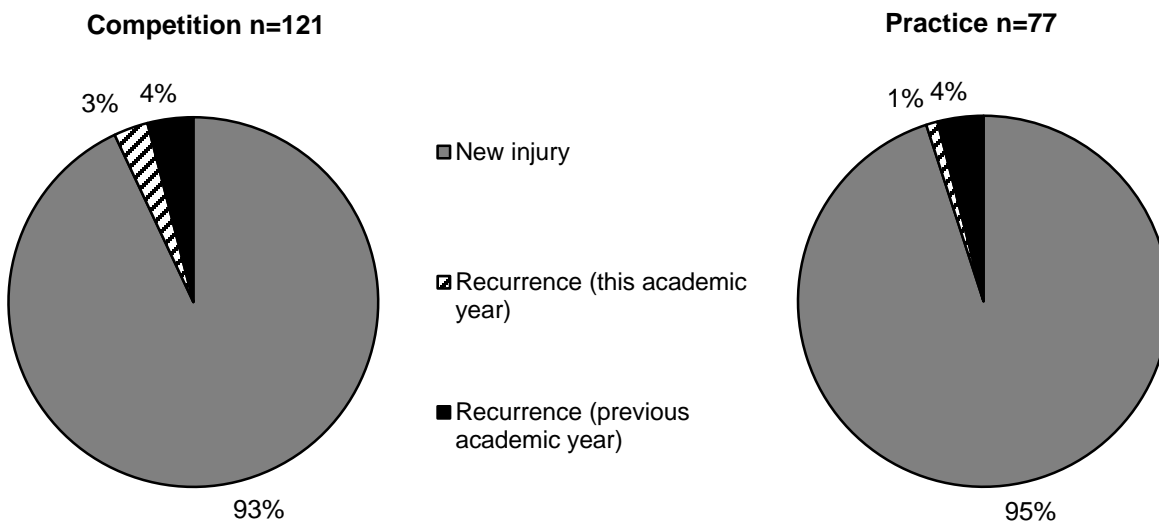 Competition n=121
3%
4%
93%
New injury
Recurrence (this academic
year)
Recurrence (previous
academic year)
Practice n=77
1%
4%
95%